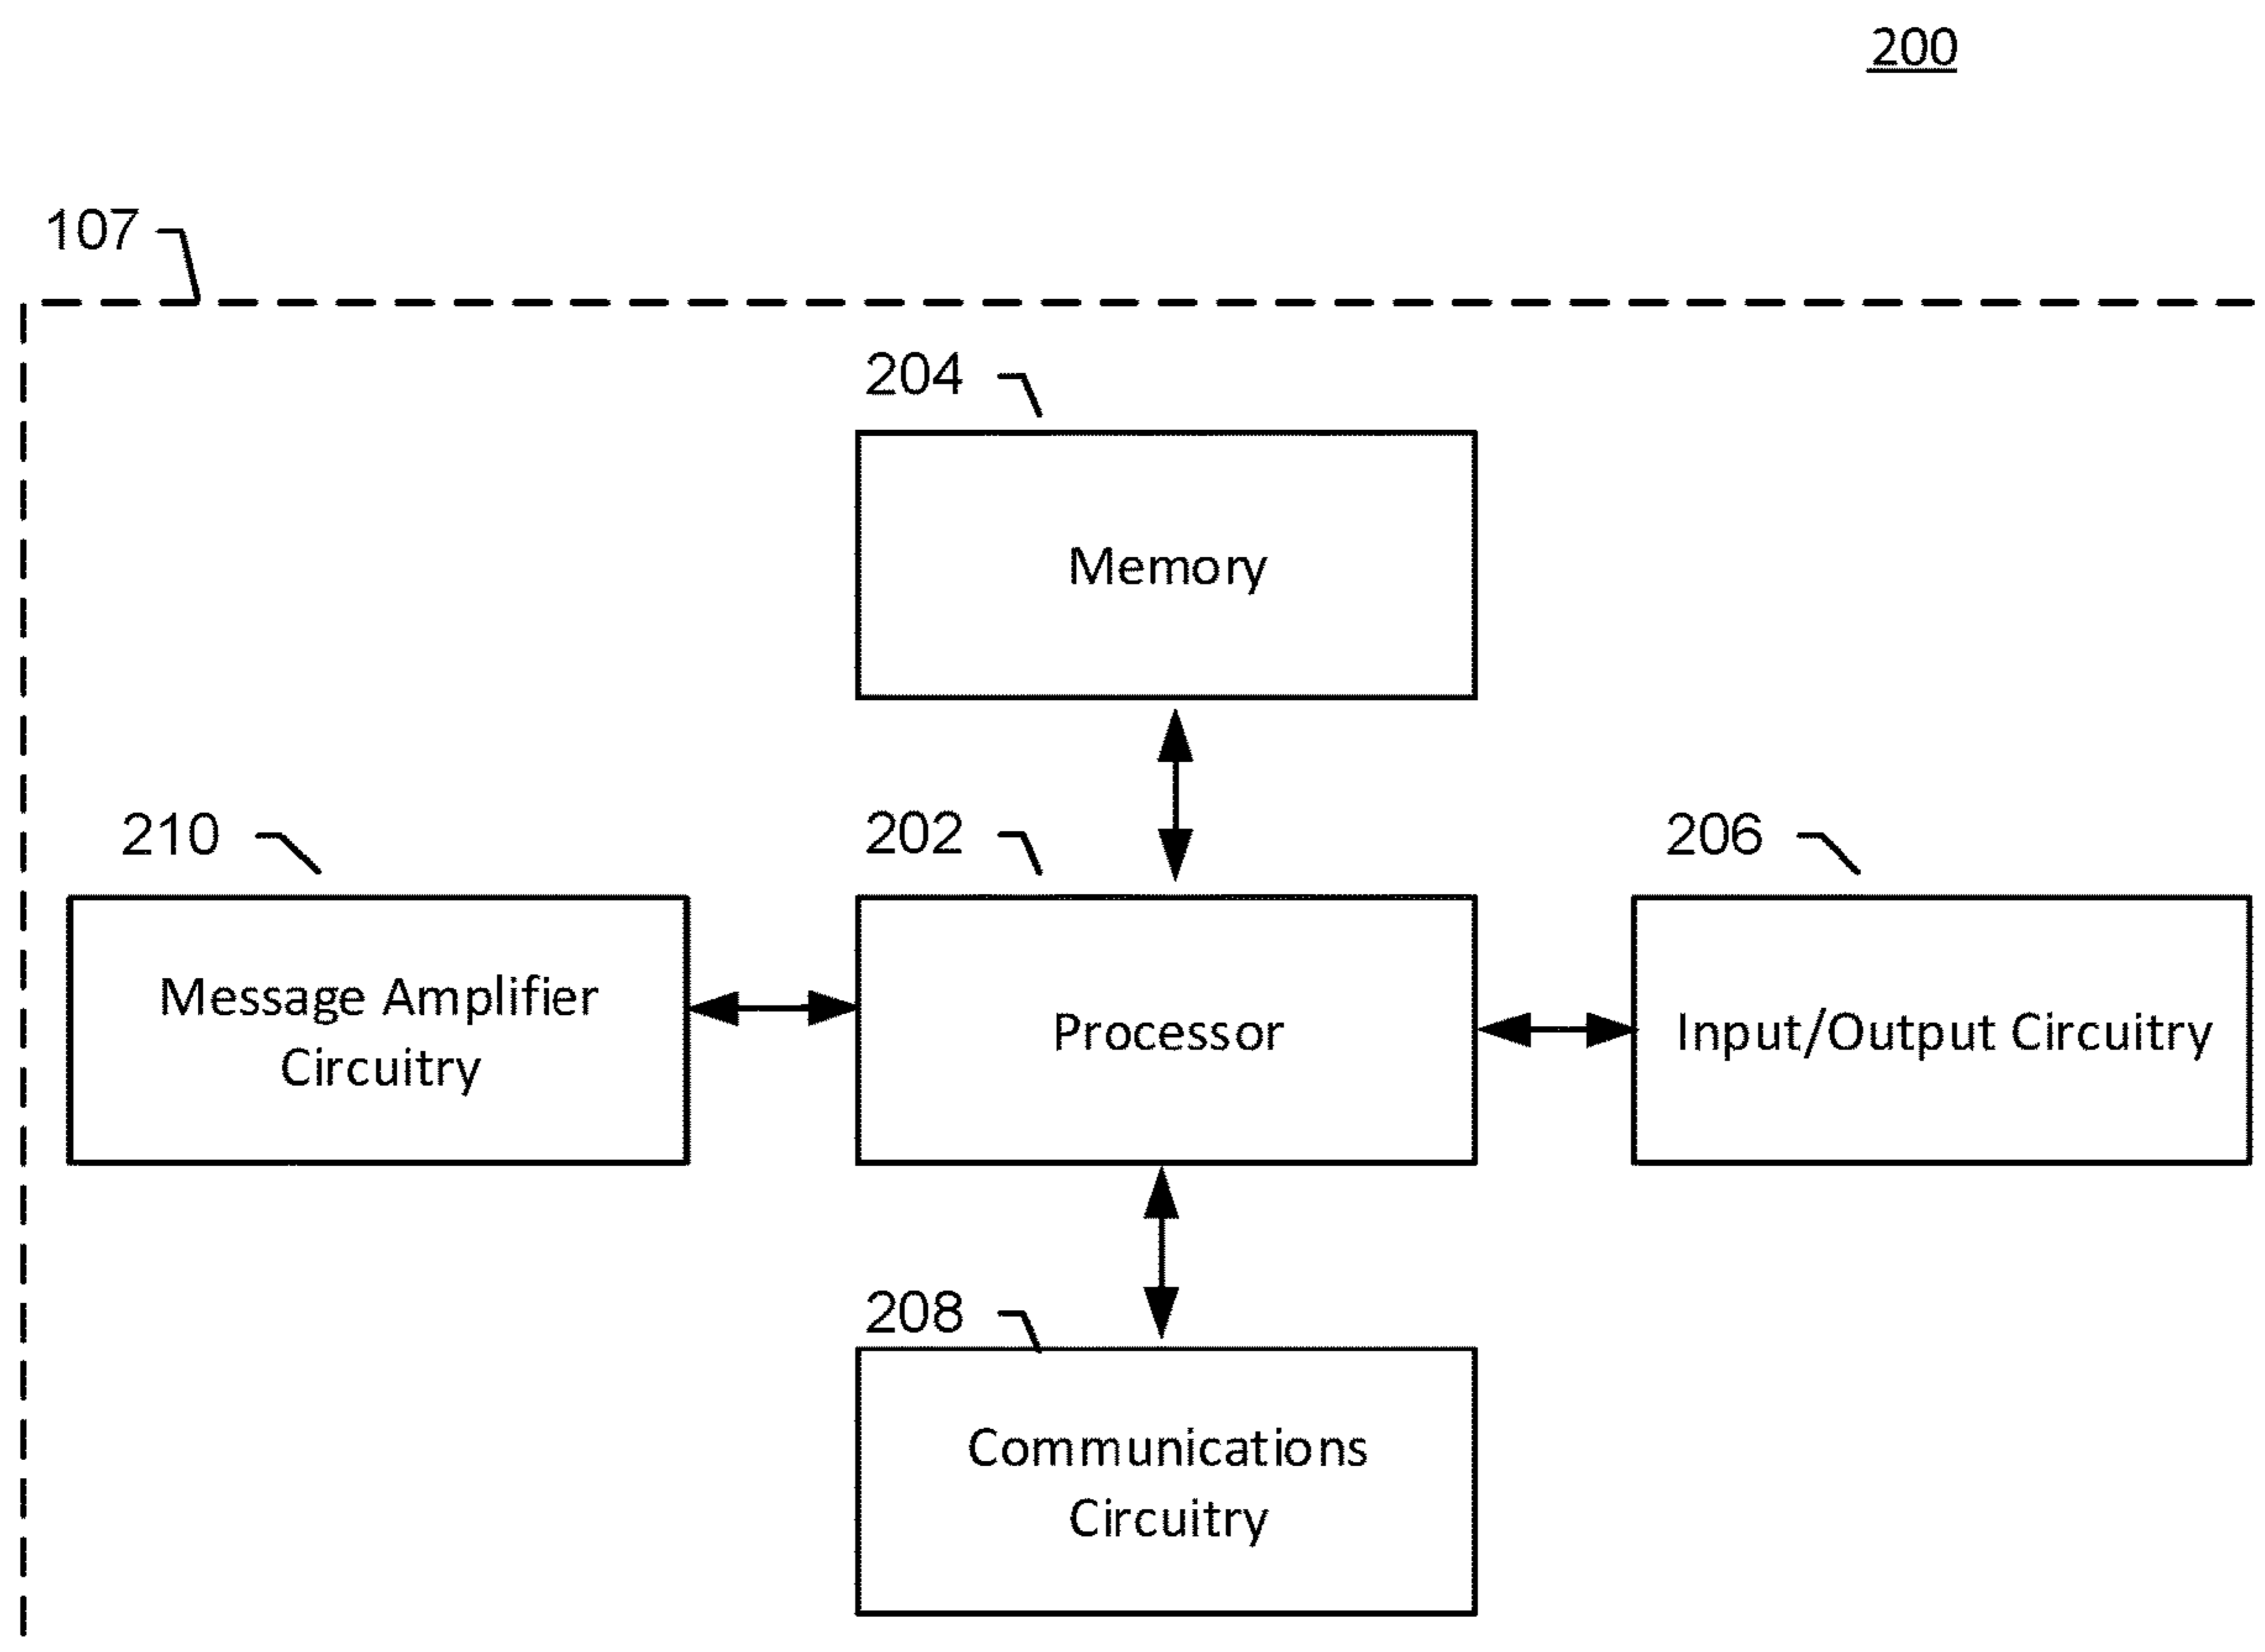 200
107
204
Memory
210
202
206
Message Amplifier
Circuitry
Processor
Input/Output Circuitry
208
Communications
Circuitry